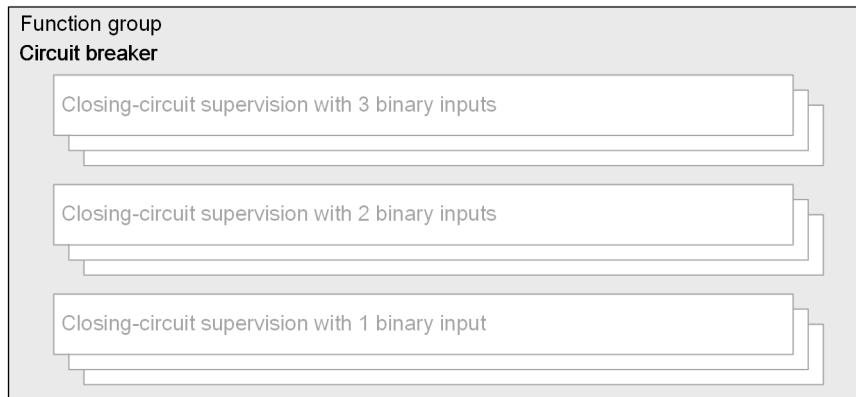 Function group
Circuit breaker
Closing-circuit supervision with 3 binary inputs
Closing-circuit supervision with 2 binary inputs
Closing-circuit supervision with 1 binary input